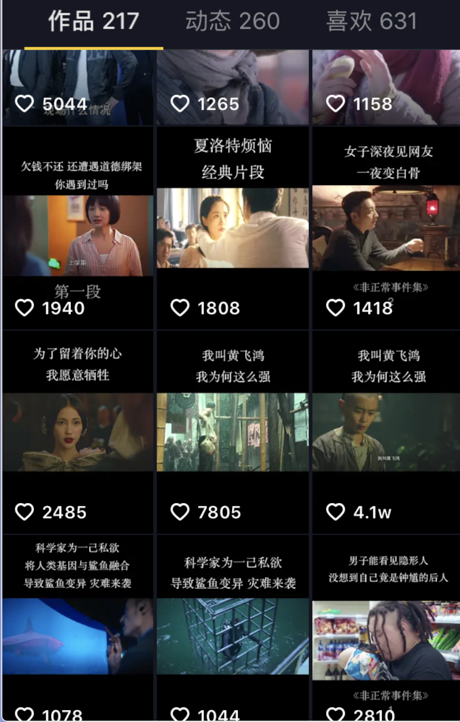 作品 217 动态 260 喜欢 631
5044 1265 1158
欠钱不还 还遭遇道德绑架
你遇到过吗
第一段
1940
夏洛特烦恼
经典片段
1808
女子深夜见网友
一夜变白骨
《非正常事件集》
2
1418
为了留着你的心
我愿意牺牲
2485
我叫黄飞鸿
我为何这么强
7805
我叫黄飞鸿
我为何这么强
4.1w
科学家为一己私欲
将人类基因与鲨鱼融合
导致鲨鱼变异 灾难来袭
1078
科学家为一己私欲
导致鲨鱼变异 灾难来袭
1044
男子能看见隐形人
没想到自己竟是钟馗的后人
《非正常事件集》
2810